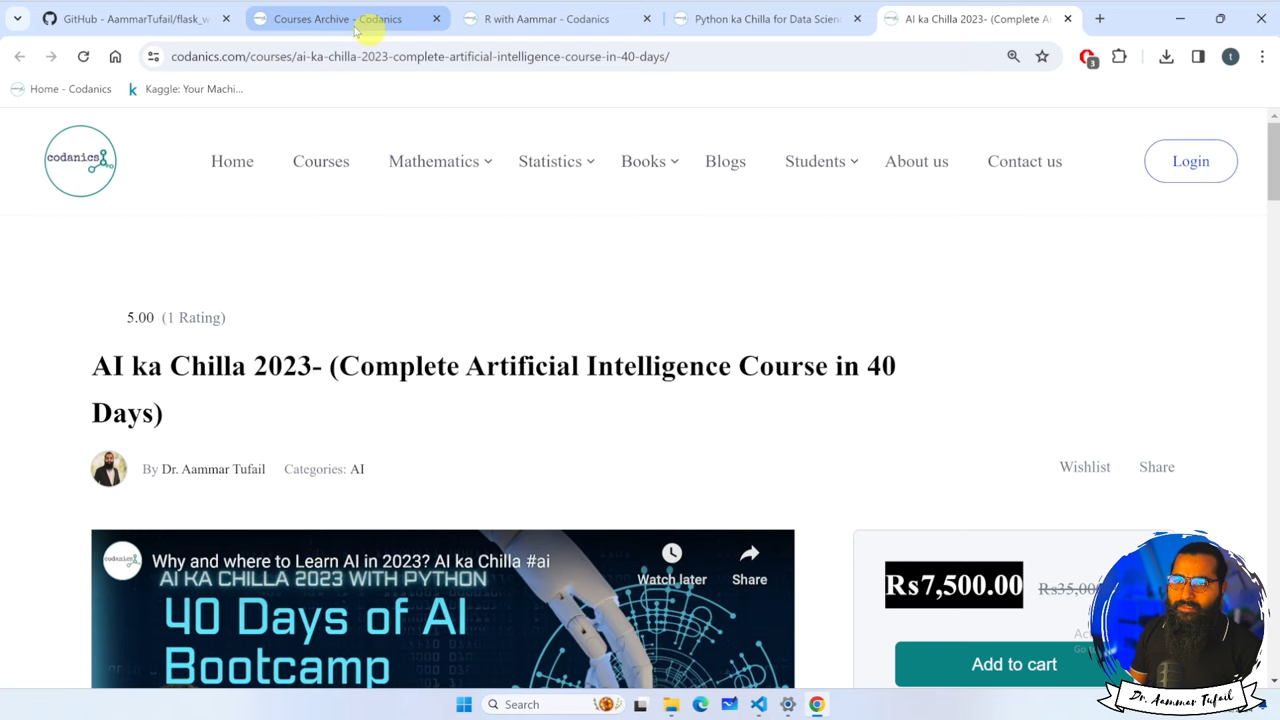 GitHub - AammarTufail/flask_w
Courses Archive - Codanics
R with Aammar - Codanics
Python ka Chilla for Data Scien
AI ka Chilla 2023- (Complete Ar
codanics.com/courses/ai-ka-chilla-2023-complete-artificial-intelligence-course-in-40-days/
3
t
Home - Codanics
Kaggle: Your Machi...
codanics
Home
Courses
Mathematics
Statistics
Books
Blogs
Students
About us
Contact us
Login
5.00 (1 Rating)
AI ka Chilla 2023- (Complete Artificial Intelligence Course in 40
Days)
By Dr. Aammar Tufail Categories: AI
Wishlist
Share
codanics
Why and where to Learn AI in 2023? AI ka Chilla #ai
Watch later
Share
AI KA CHILLA 2023 WITH PYTHON
40 Days of AI
Bootcamp
Rs7,500.00
Add to cart
Dr. Aammar Tufail
Search